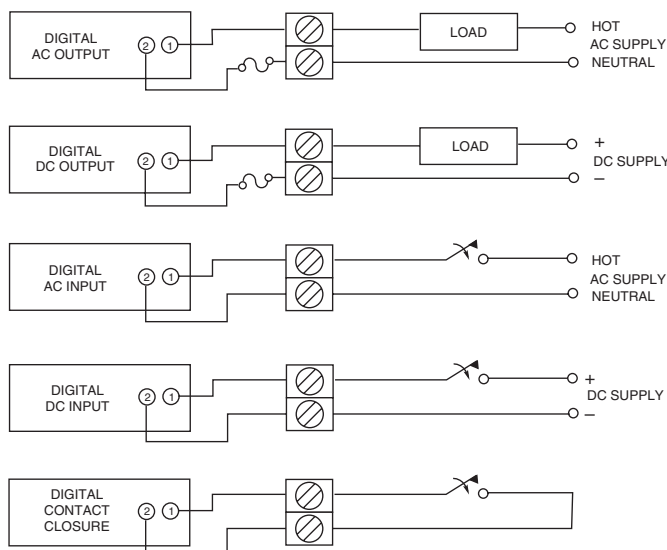 DIGITAL
AC OUTPUT
2 1
LOAD
HOT
AC SUPPLY
NEUTRAL
DIGITAL
DC OUTPUT
2 1
LOAD
+
DC SUPPLY
–
DIGITAL
AC INPUT
2 1
HOT
AC SUPPLY
NEUTRAL
DIGITAL
DC INPUT
2 1
+
DC SUPPLY
–
DIGITAL
CONTACT
CLOSURE
2 1